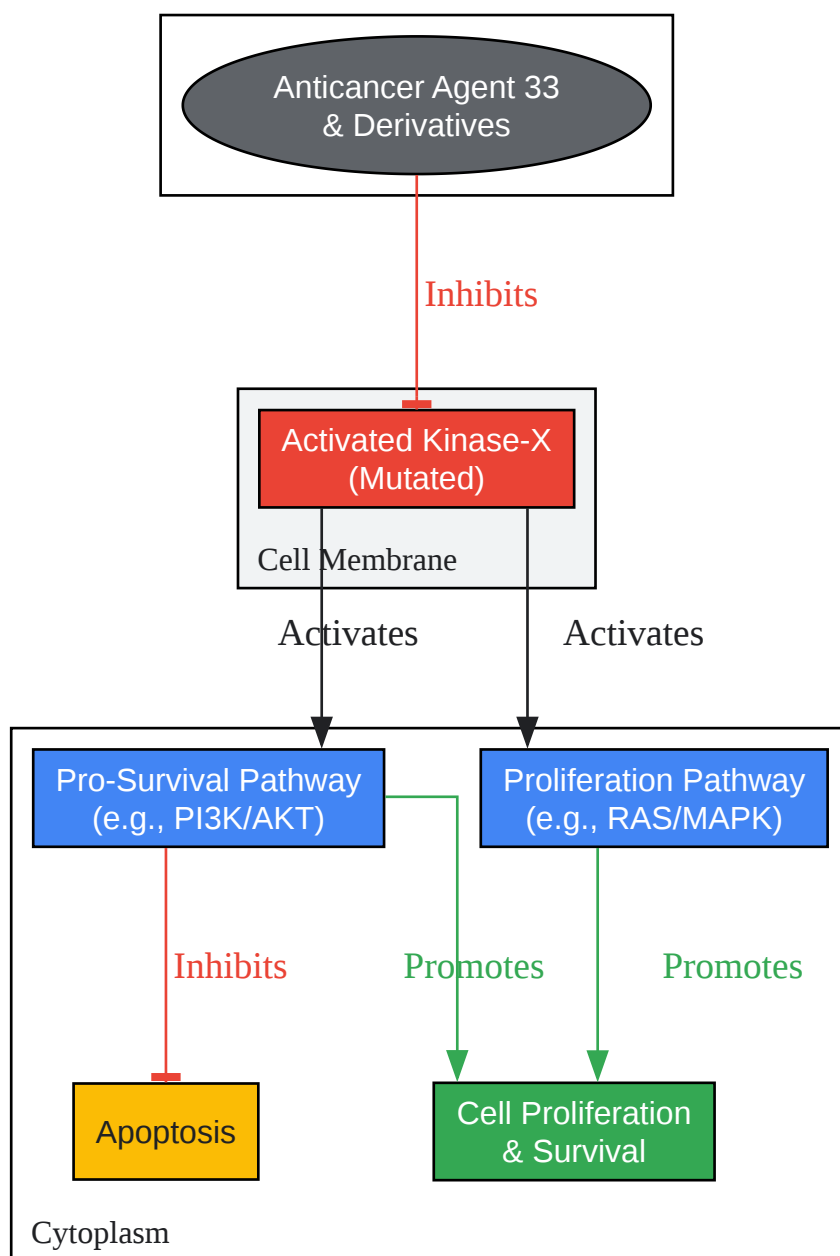 Anticancer Agent 33
& Derivatives
Inhibits
Activated Kinase-X
(Mutated)
Cell Membrane
Activates
Activates
Pro-Survival Pathway
(e.g., PI3K/AKT)
Proliferation Pathway
(e.g., RAS/MAPK)
Inhibits
Promotes
Promotes
Apoptosis
Cell Proliferation
& Survival
Cytoplasm